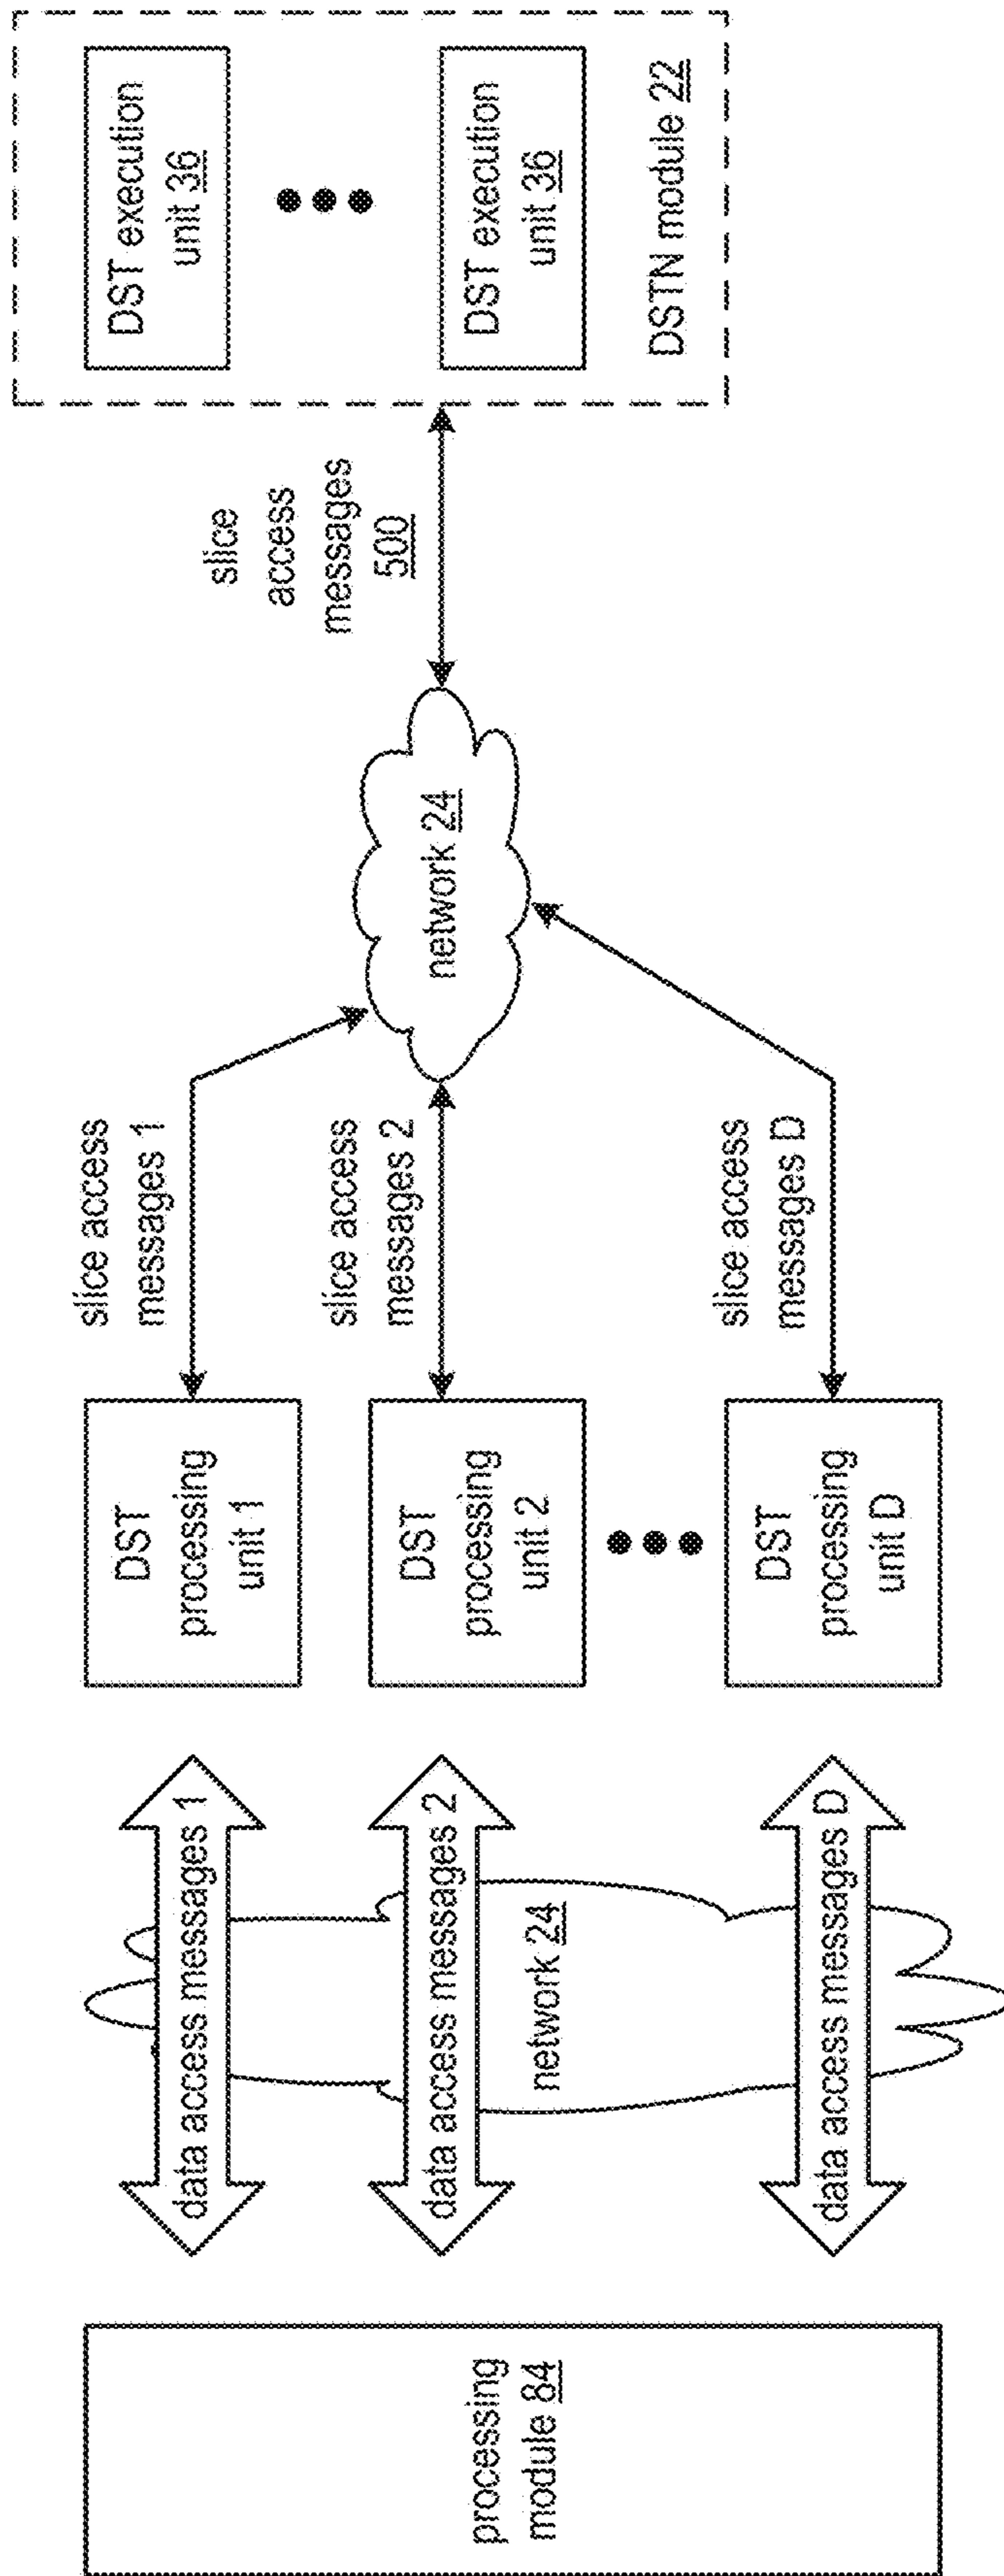 processing
module 84
data access messages 1
data access messages 2
network 24
data access messages D
DST
processing
unit 1
DST
processing
unit 2
DST
processing
unit D
slice access
messages 1
slice access
messages 2
slice access
messages D
network 24
slice
access
messages
500
DST execution
unit 36
DST execution
unit 36
DSTN module 22